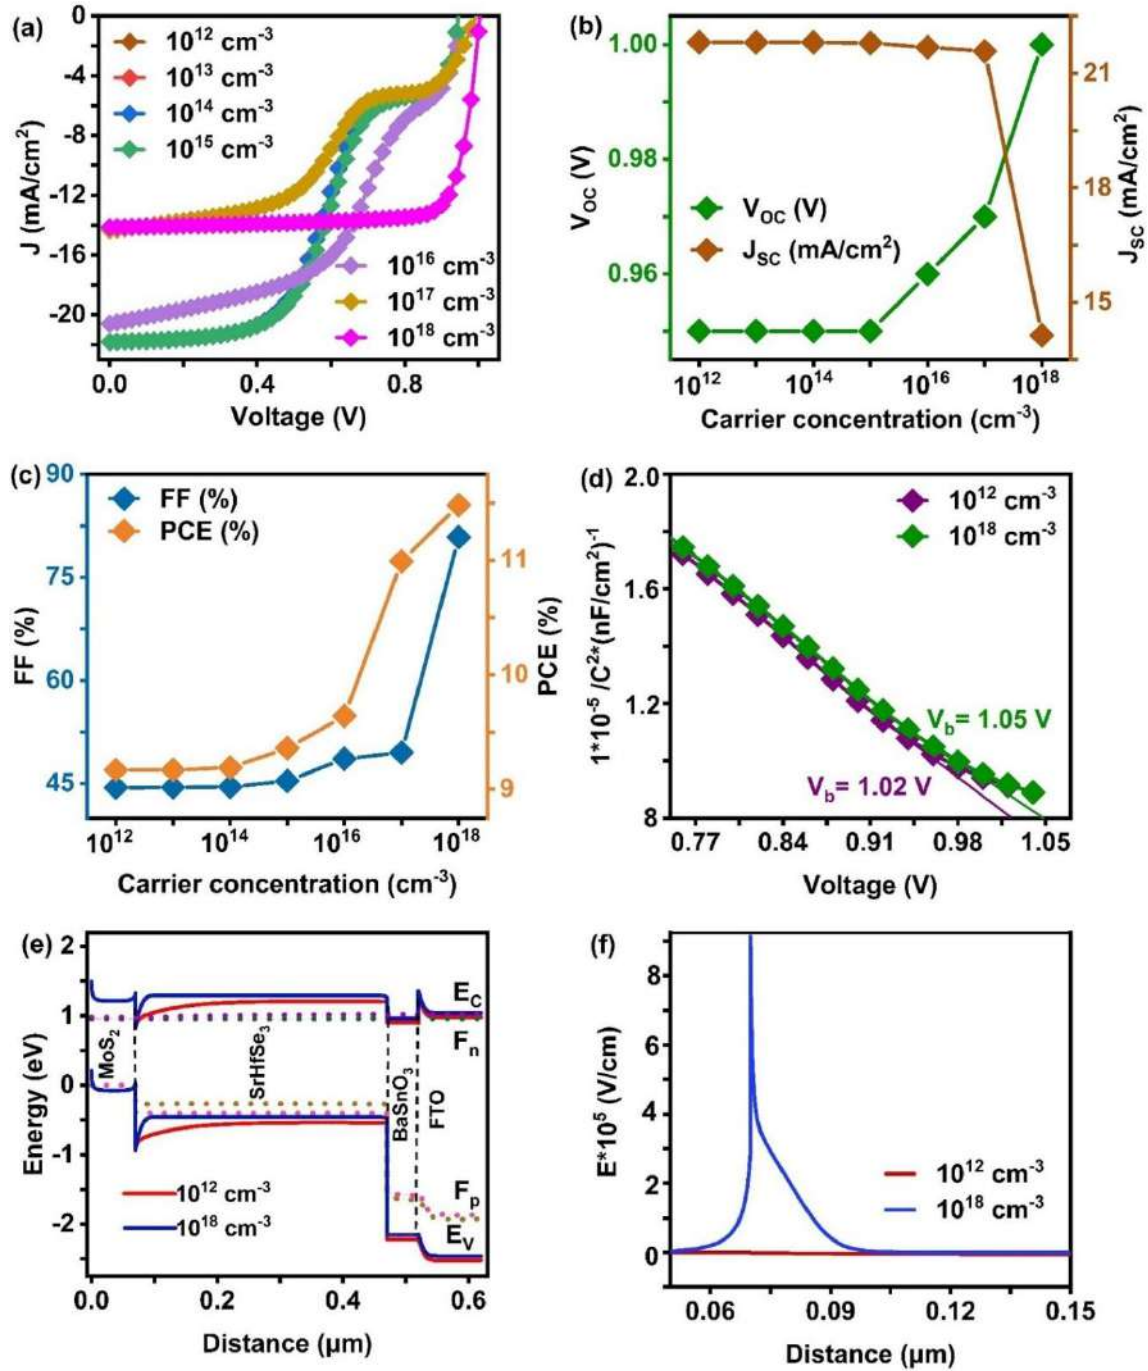 (a)
10¹² cm⁻³
10¹³ cm⁻³
10¹⁴ cm⁻³
10¹⁵ cm⁻³
10¹⁶ cm⁻³
10¹⁷ cm⁻³
10¹⁸ cm⁻³
0
-4
-8
-12
-16
-20
J (mA/cm²)
0.0 0.4 0.8
Voltage (V)
(b)
1.00
0.98
0.96
V_OC (V)
V_OC (V)
J_SC (mA/cm²)
21
18
15
J_SC (mA/cm²)
10¹² 10¹⁴ 10¹⁶ 10¹⁸
Carrier concentration (cm⁻³)
(c)
90
75
60
45
FF (%)
FF (%)
PCE (%)
11
10
9
PCE (%)
10¹² 10¹⁴ 10¹⁶ 10¹⁸
Carrier concentration (cm⁻³)
(d)
2.0
1.6
1.2
8
1*10⁻⁵ /C²*(nF/cm²)⁻¹
10¹² cm⁻³
10¹⁸ cm⁻³
V_b= 1.05 V
V_b= 1.02 V
0.77 0.84 0.91 0.98 1.05
Voltage (V)
(e)
2
1
0
-1
-2
Energy (eV)
E_C
F_n
MoS₂
SrHfSe₃
BaSnO₃
FTO
F_p
E_V
10¹² cm⁻³
10¹⁸ cm⁻³
0.0 0.2 0.4 0.6
Distance (µm)
(f)
8
6
4
2
0
E*10⁵ (V/cm)
10¹² cm⁻³
10¹⁸ cm⁻³
0.06 0.09 0.12 0.15
Distance (µm)